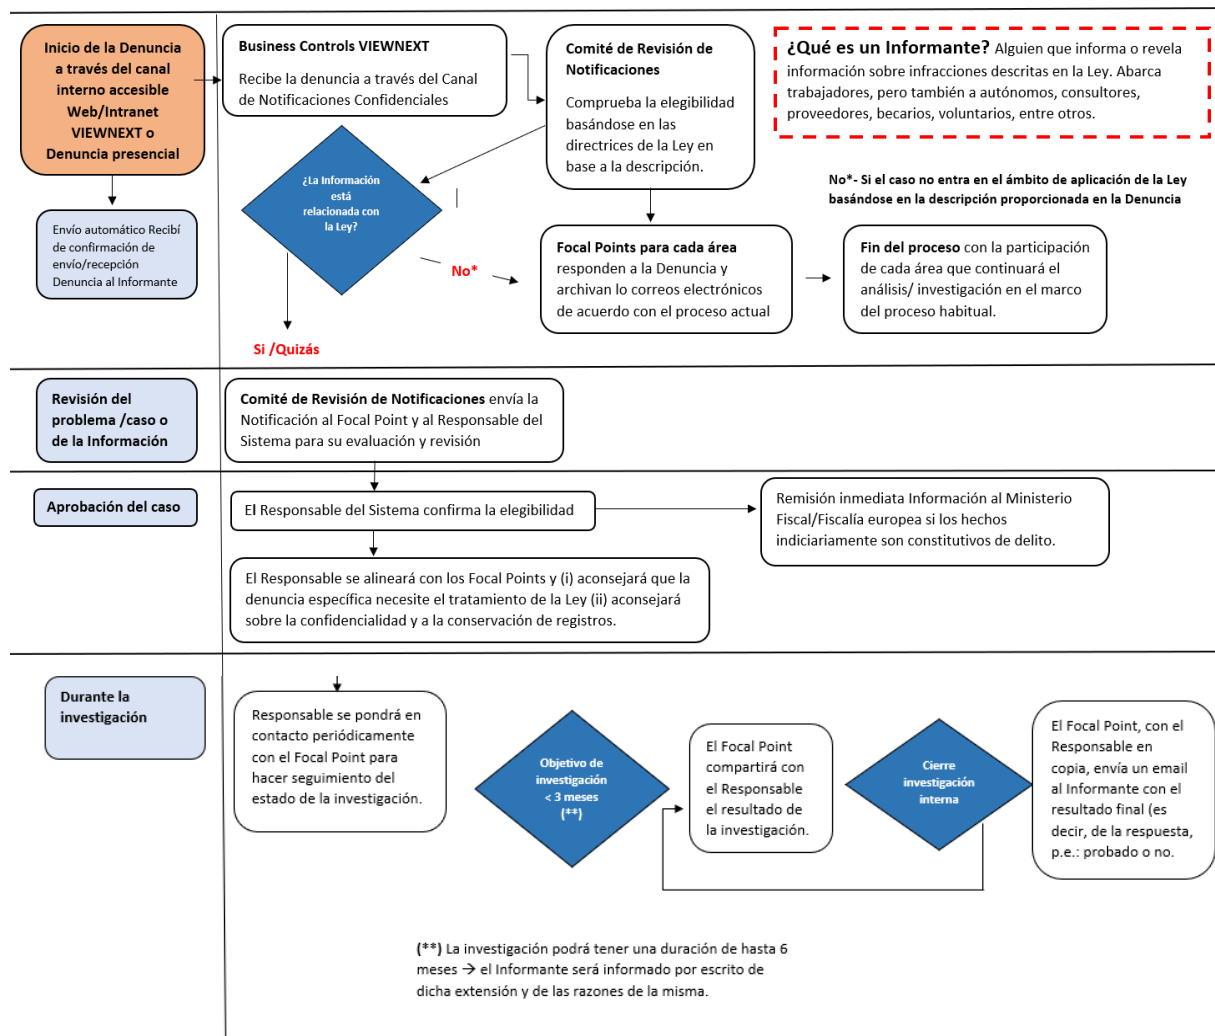 Inicio de la Denuncia
a través del canal
interno accesible
Web/Intranet
VIEWNEXT o
Denuncia presencial
Business Controls VIEWNEXT
Recibe la denuncia a través del Canal
de Notificaciones Confidenciales
Comité de Revisión de
Notificaciones
Comprueba la elegibilidad
basándose en las
directrices de la Ley en
base a la descripción.
¿Qué es un Informante? Alguien que informa o revela
información sobre infracciones descritas en la Ley. Abarca
trabajadores, pero también a autónomos, consultores,
proveedores, becarios, voluntarios, entre otros.
¿La Información
está
relacionada con
la Ley?
No*- Si el caso no entra en el ámbito de aplicación de la Ley
basándose en la descripción proporcionada en la Denuncia
Envío automático Recibí
de confirmación de
envío/recepción
Denuncia al Informante
No*
Focal Points para cada área
responden a la Denuncia y
archivan lo correos electrónicos
de acuerdo con el proceso actual
Fin del proceso con la participación
de cada área que continuará el
análisis/ investigación en el marco
del proceso habitual.
Si /Quizás
Revisión del
problema /caso o
de la Información
Comité de Revisión de Notificaciones envía la
Notificación al Focal Point y al Responsable del
Sistema para su evaluación y revisión
Aprobación del caso
El Responsable del Sistema confirma la elegibilidad
Remisión inmediata Información al Ministerio
Fiscal/Fiscalía europea si los hechos
indiciariamente son constitutivos de delito.
El Responsable se alineará con los Focal Points y (i) aconsejará que la
denuncia específica necesite el tratamiento de la Ley (ii) aconsejará
sobre la confidencialidad y a la conservación de registros.
Durante la
investigación
Responsable se pondrá en
contacto periódicamente
con el Focal Point para
hacer seguimiento del
estado de la investigación.
Objetivo de
investigación
< 3 meses
(**)
El Focal Point
compartirá con
el Responsable
el resultado de
la investigación.
Cierre
investigación
interna
El Focal Point, con el
Responsable en
copia, envía un email
al Informante con el
resultado final (es
decir, de la respuesta,
p.e.: probado o no.
(**) La investigación podrá tener una duración de hasta 6
meses → el Informante será informado por escrito de
dicha extensión y de las razones de la misma.